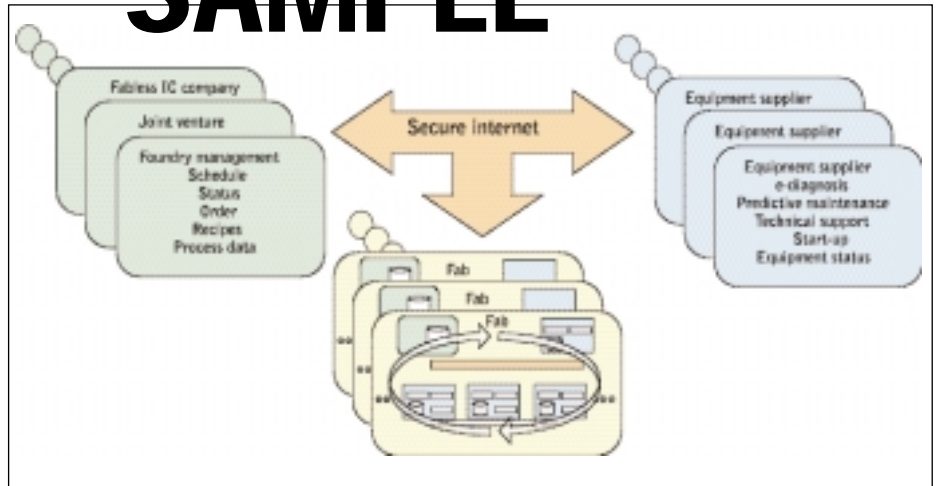 SAMPLE
Fabless IC company
Joint venture
Foundry management
Schedule
Status
Order
Recipes
Process data
Secure internet
Equipment supplier
Equipment supplier
Equipment supplier
e-diagnosis
Predictive maintenance
Technical support
Start-up
Equipment status
Fab
Fab
Fab